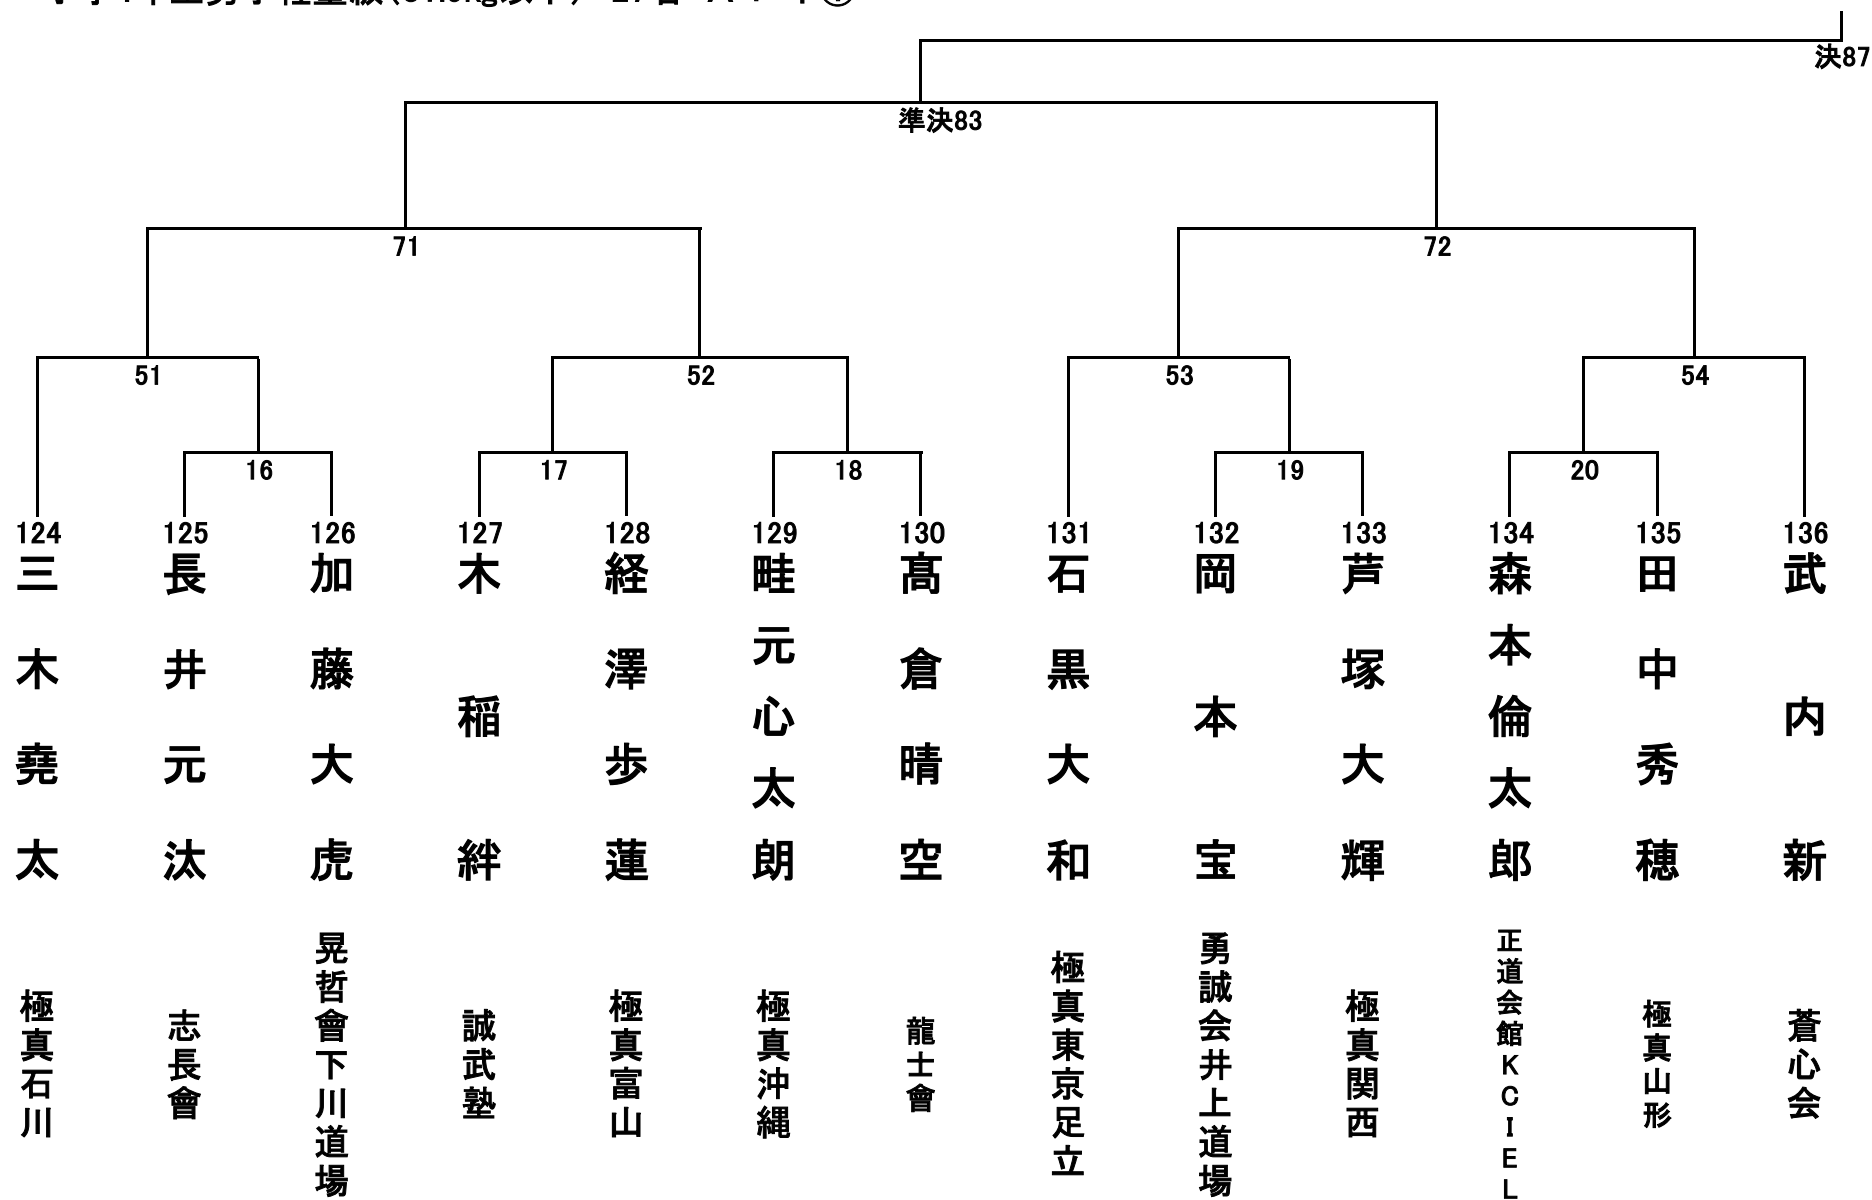 決87
準決83
71
72
51
52
53
54
16
17
18
19
20
124
三木堯太
極真石川
125
長井元汰
志長會
126
加藤大虎
晃哲會下川道場
127
木稲絆
誠武塾
128
経澤歩蓮
極真富山
129
畦元心太朗
極真沖縄
130
髙倉晴空
龍士會
131
石黒大和
極真東京足立
132
岡本宝
勇誠会井上道場
133
芦塚大輝
極真関西
134
森本倫太郎
正道会館KCIEL
135
田中秀穂
極真山形
136
武内新
蒼心会